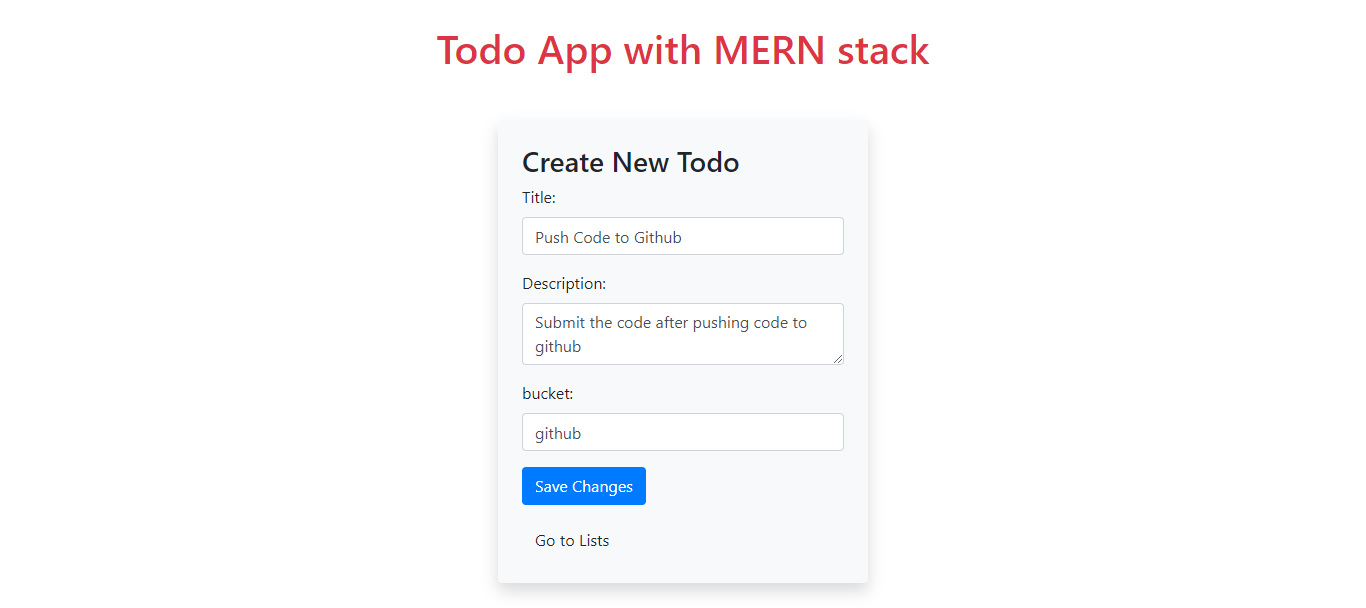 Todo App with MERN stack
Create New Todo
Title:
Push Code to Github
Description:
Submit the code after pushing code to
github
bucket:
github
Save Changes
Go to Lists